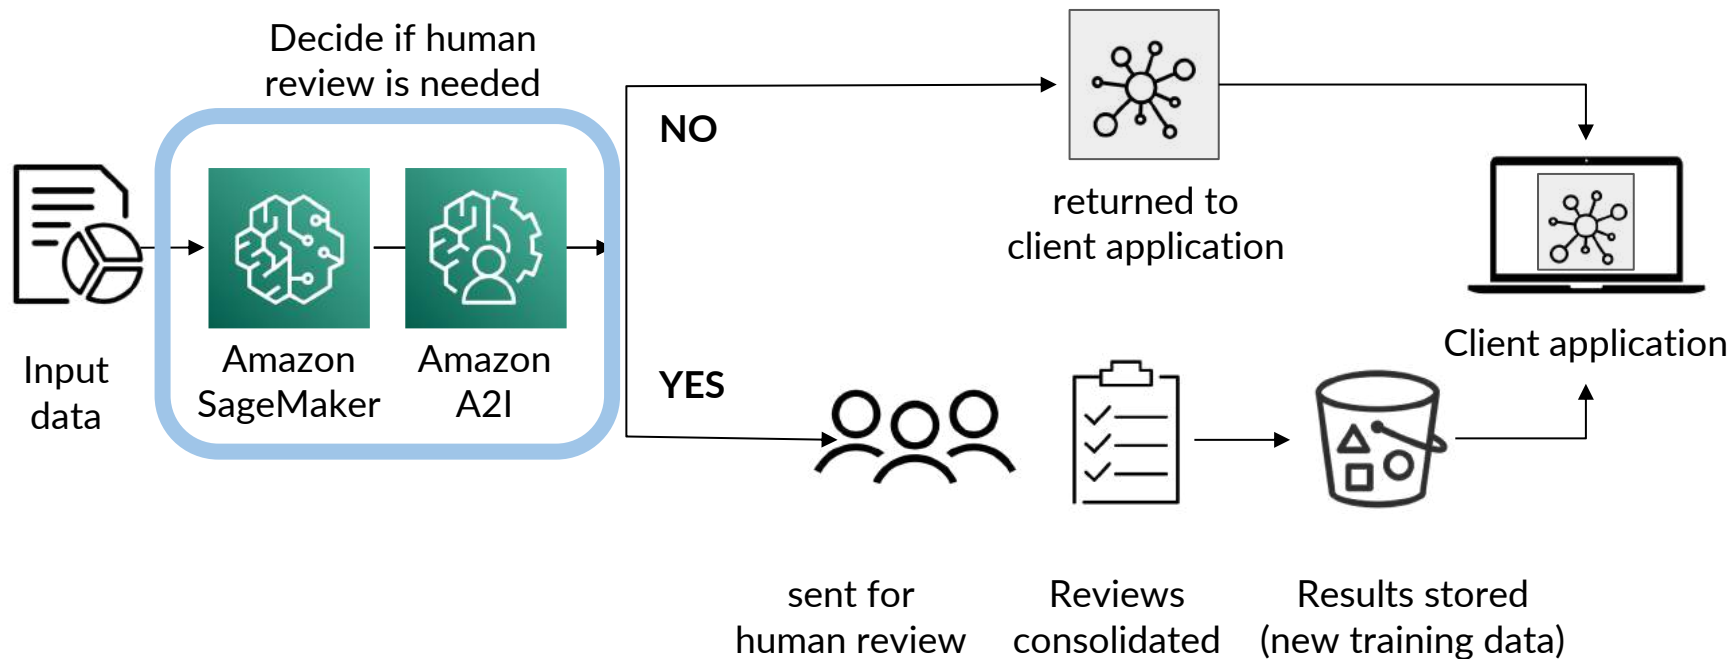 Decide if human
review is needed
Input
data
Amazon
SageMaker
Amazon
A2I
NO
returned to
client application
Client application
YES
sent for
human review
Reviews
consolidated
Results stored
(new training data)